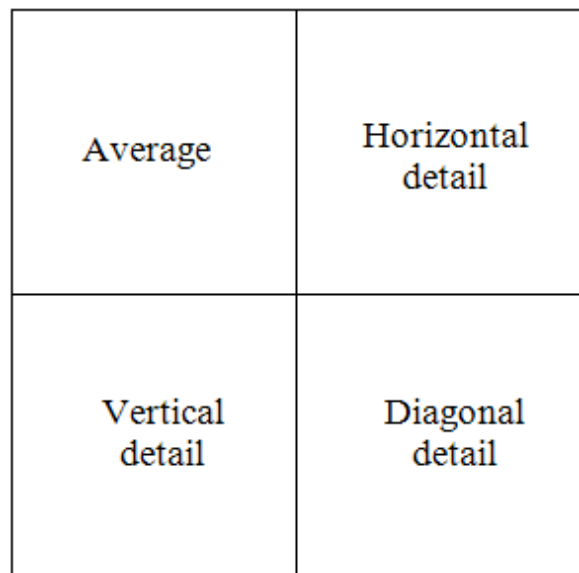 Average
Horizontal
detail
Vertical
detail
Diagonal
detail